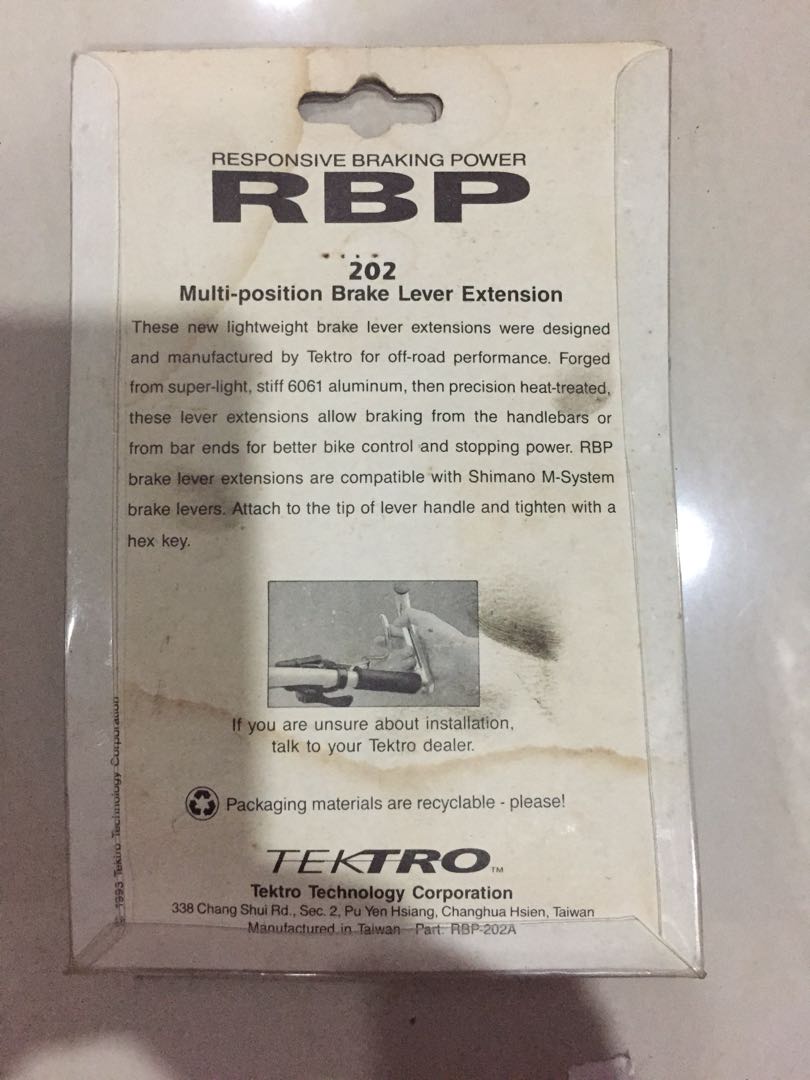 RESPONSIVE BRAKING POWER
RBP
202
Multi-position Brake Lever Extension
These new lightweight brake lever extensions were designed
and manufactured by Tektro for off-road performance. Forged
from super-light, stiff 6061 aluminum, then precision heat-treated,
these lever extensions allow braking from the handlebars or
from bar ends for better bike control and stopping power. RBP
brake lever extensions are compatible with Shimano M-System
brake levers. Attach to the tip of lever handle and tighten with a
hex key.
If you are unsure about installation,
talk to your Tektro dealer.
Packaging materials are recyclable - please!
TEKTRO™
Tektro Technology Corporation
338 Chang Shui Rd., Sec. 2, Pu Yen Hsiang, Changhua Hsien, Taiwan
Manufactured in Taiwan Part. RBP-202A
© 1993 Tektro Technology Corporation